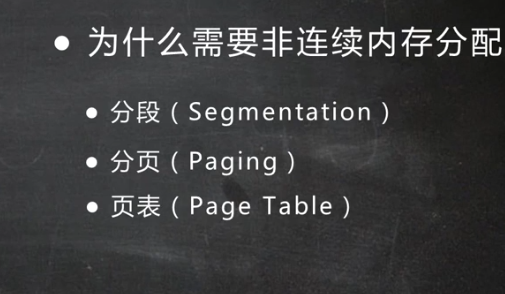 ● 为什么需要非连续内存分配
● 分段（Segmentation）
● 分页（Paging）
● 页表（Page Table）